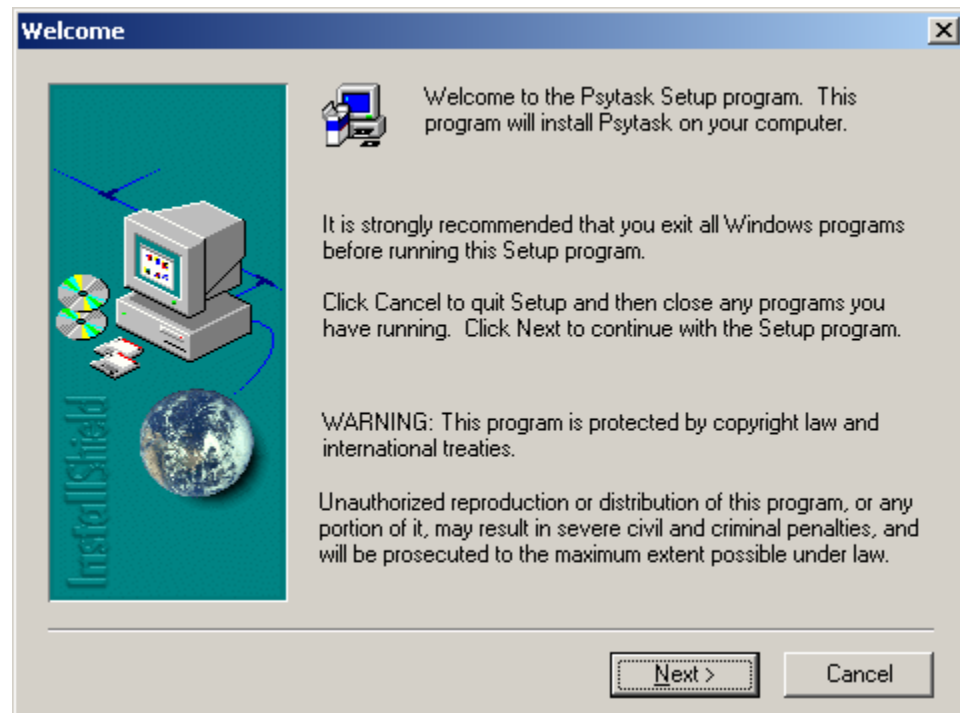 Welcome
Welcome to the Psytask Setup program. This
program will install Psytask on your computer.
It is strongly recommended that you exit all Windows programs
before running this Setup program.
Click Cancel to quit Setup and then close any programs you
have running. Click Next to continue with the Setup program.
WARNING: This program is protected by copyright law and
international treaties.
Unauthorized reproduction or distribution of this program, or any
portion of it, may result in severe civil and criminal penalties, and
will be prosecuted to the maximum extent possible under law.
InstallShield
Next >
Cancel